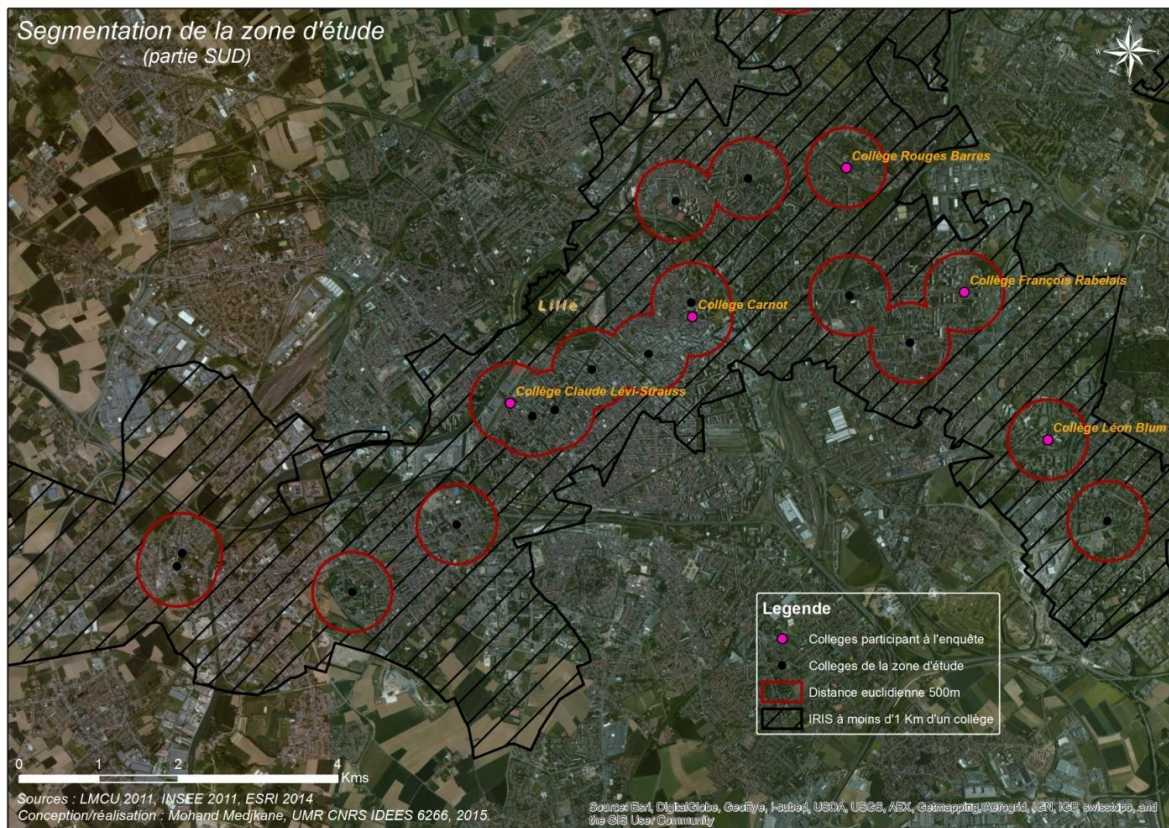 Segmentation de la zone d'étude
(partie SUD)
N
Collège Rouges Barres
Collège François Rabelais
Lille
Collège Carnot
Collège Claude Lévi-Strauss
Collège Léon Blum
Legende
Colleges participant à l'enquête
Colleges de la zone d'étude
Distance euclidienne 500m
IRIS à moins d'1 Km d'un collège
0 1 2 4
Kms
Sources : LMCU 2011, INSEE 2011, ESRI 2014
Conception/réalisation : Mohand Medjkane, UMR CNRS IDEES 6266, 2015.
Source: Esri, DigitalGlobe, GeoEye, i-cubed, USDA, USGS, AEX, Getmapping, Aerogrid, IGN, IGP, swisstopo, and
the GIS User Community